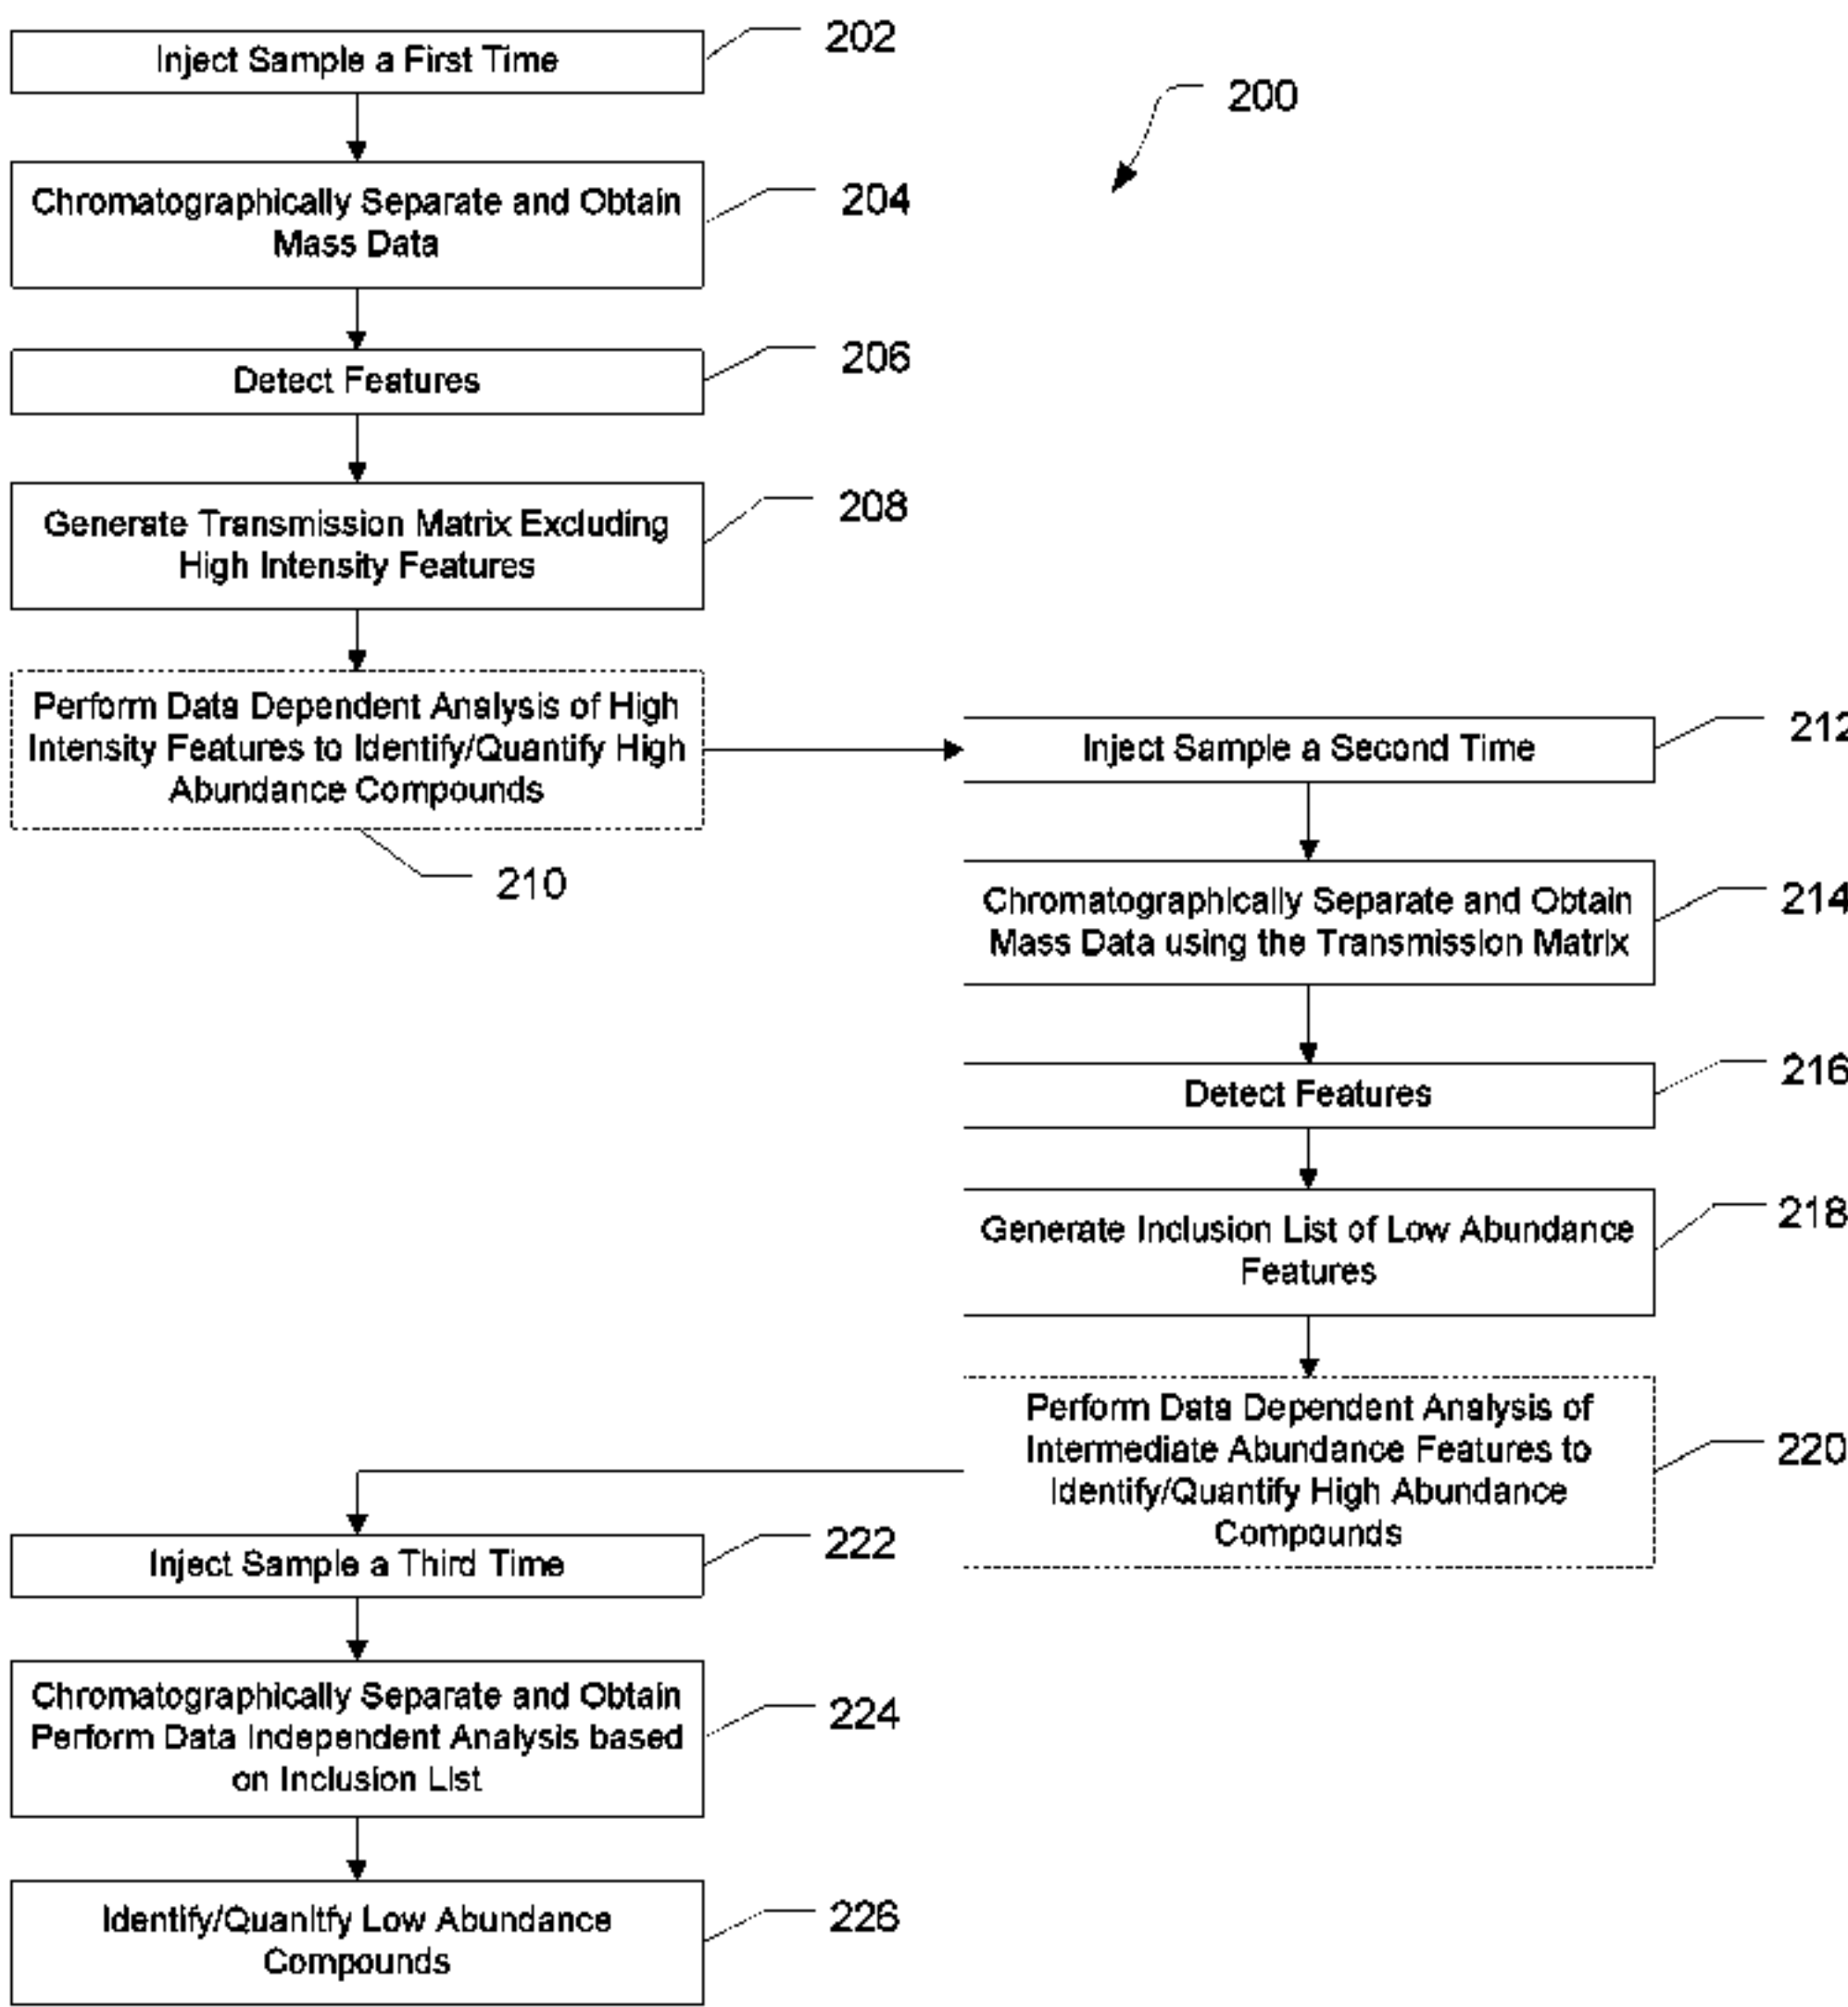 Inject Sample a First Time
202
200
Chromatographically Separate and Obtain
Mass Data
204
Detect Features
206
Generate Transmission Matrix Excluding
High Intensity Features
208
Perform Data Dependent Analysis of High
Intensity Features to Identify/Quantify High
Abundance Compounds
210
Inject Sample a Second Time
212
Chromatographically Separate and Obtain
Mass Data using the Transmission Matrix
214
Detect Features
216
Generate Inclusion List of Low Abundance
Features
218
Perform Data Dependent Analysis of
Intermediate Abundance Features to
Identify/Quantify High Abundance
Compounds
220
Inject Sample a Third Time
222
Chromatographically Separate and Obtain
Perform Data Independent Analysis based
on Inclusion List
224
Identify/Quanitfy Low Abundance
Compounds
226